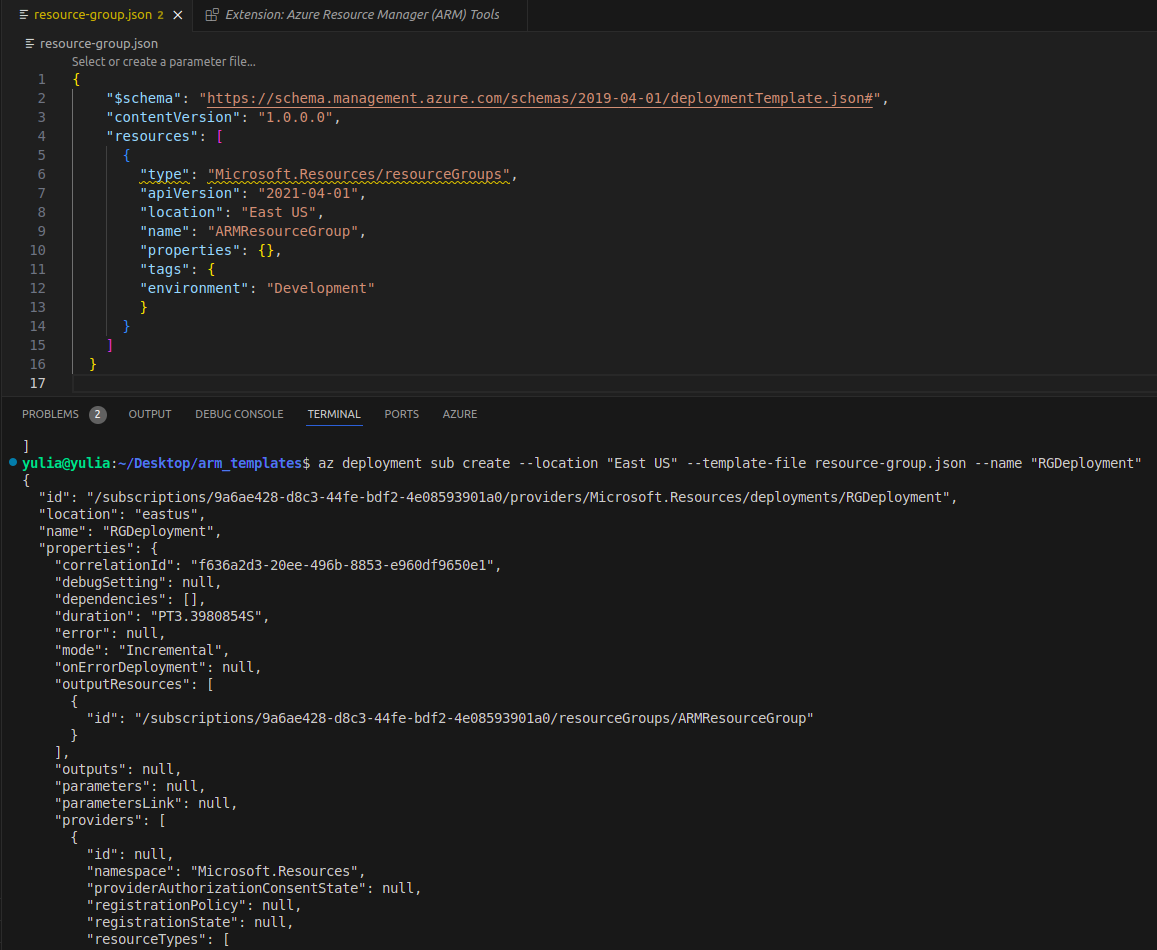 resource-group.json 2 Extension: Azure Resource Manager (ARM) Tools
resource-group.json
Select or create a parameter file...
1 {
2 "$schema": "https://schema.management.azure.com/schemas/2019-04-01/deploymentTemplate.json#",
3 "contentVersion": "1.0.0.0",
4 "resources": [
5 {
6 "type": "Microsoft.Resources/resourceGroups",
7 "apiVersion": "2021-04-01",
8 "location": "East US",
9 "name": "ARMResourceGroup",
10 "properties": {},
11 "tags": {
12 "environment": "Development"
13 }
14 }
15 ]
16 }
17
PROBLEMS 2 OUTPUT DEBUG CONSOLE TERMINAL PORTS AZURE
]
yulia@yulia:~/Desktop/arm_templates$ az deployment sub create --location "East US" --template-file resource-group.json --name "RGDeployment"
{
"id": "/subscriptions/9a6ae428-d8c3-44fe-bdf2-4e08593901a0/providers/Microsoft.Resources/deployments/RGDeployment",
"location": "eastus",
"name": "RGDeployment",
"properties": {
"correlationId": "f636a2d3-20ee-496b-8853-e960df9650e1",
"debugSetting": null,
"dependencies": [],
"duration": "PT3.3980854S",
"error": null,
"mode": "Incremental",
"onErrorDeployment": null,
"outputResources": [
{
"id": "/subscriptions/9a6ae428-d8c3-44fe-bdf2-4e08593901a0/resourceGroups/ARMResourceGroup"
}
],
"outputs": null,
"parameters": null,
"parametersLink": null,
"providers": [
{
"id": null,
"namespace": "Microsoft.Resources",
"providerAuthorizationConsentState": null,
"registrationPolicy": null,
"registrationState": null,
"resourceTypes": [